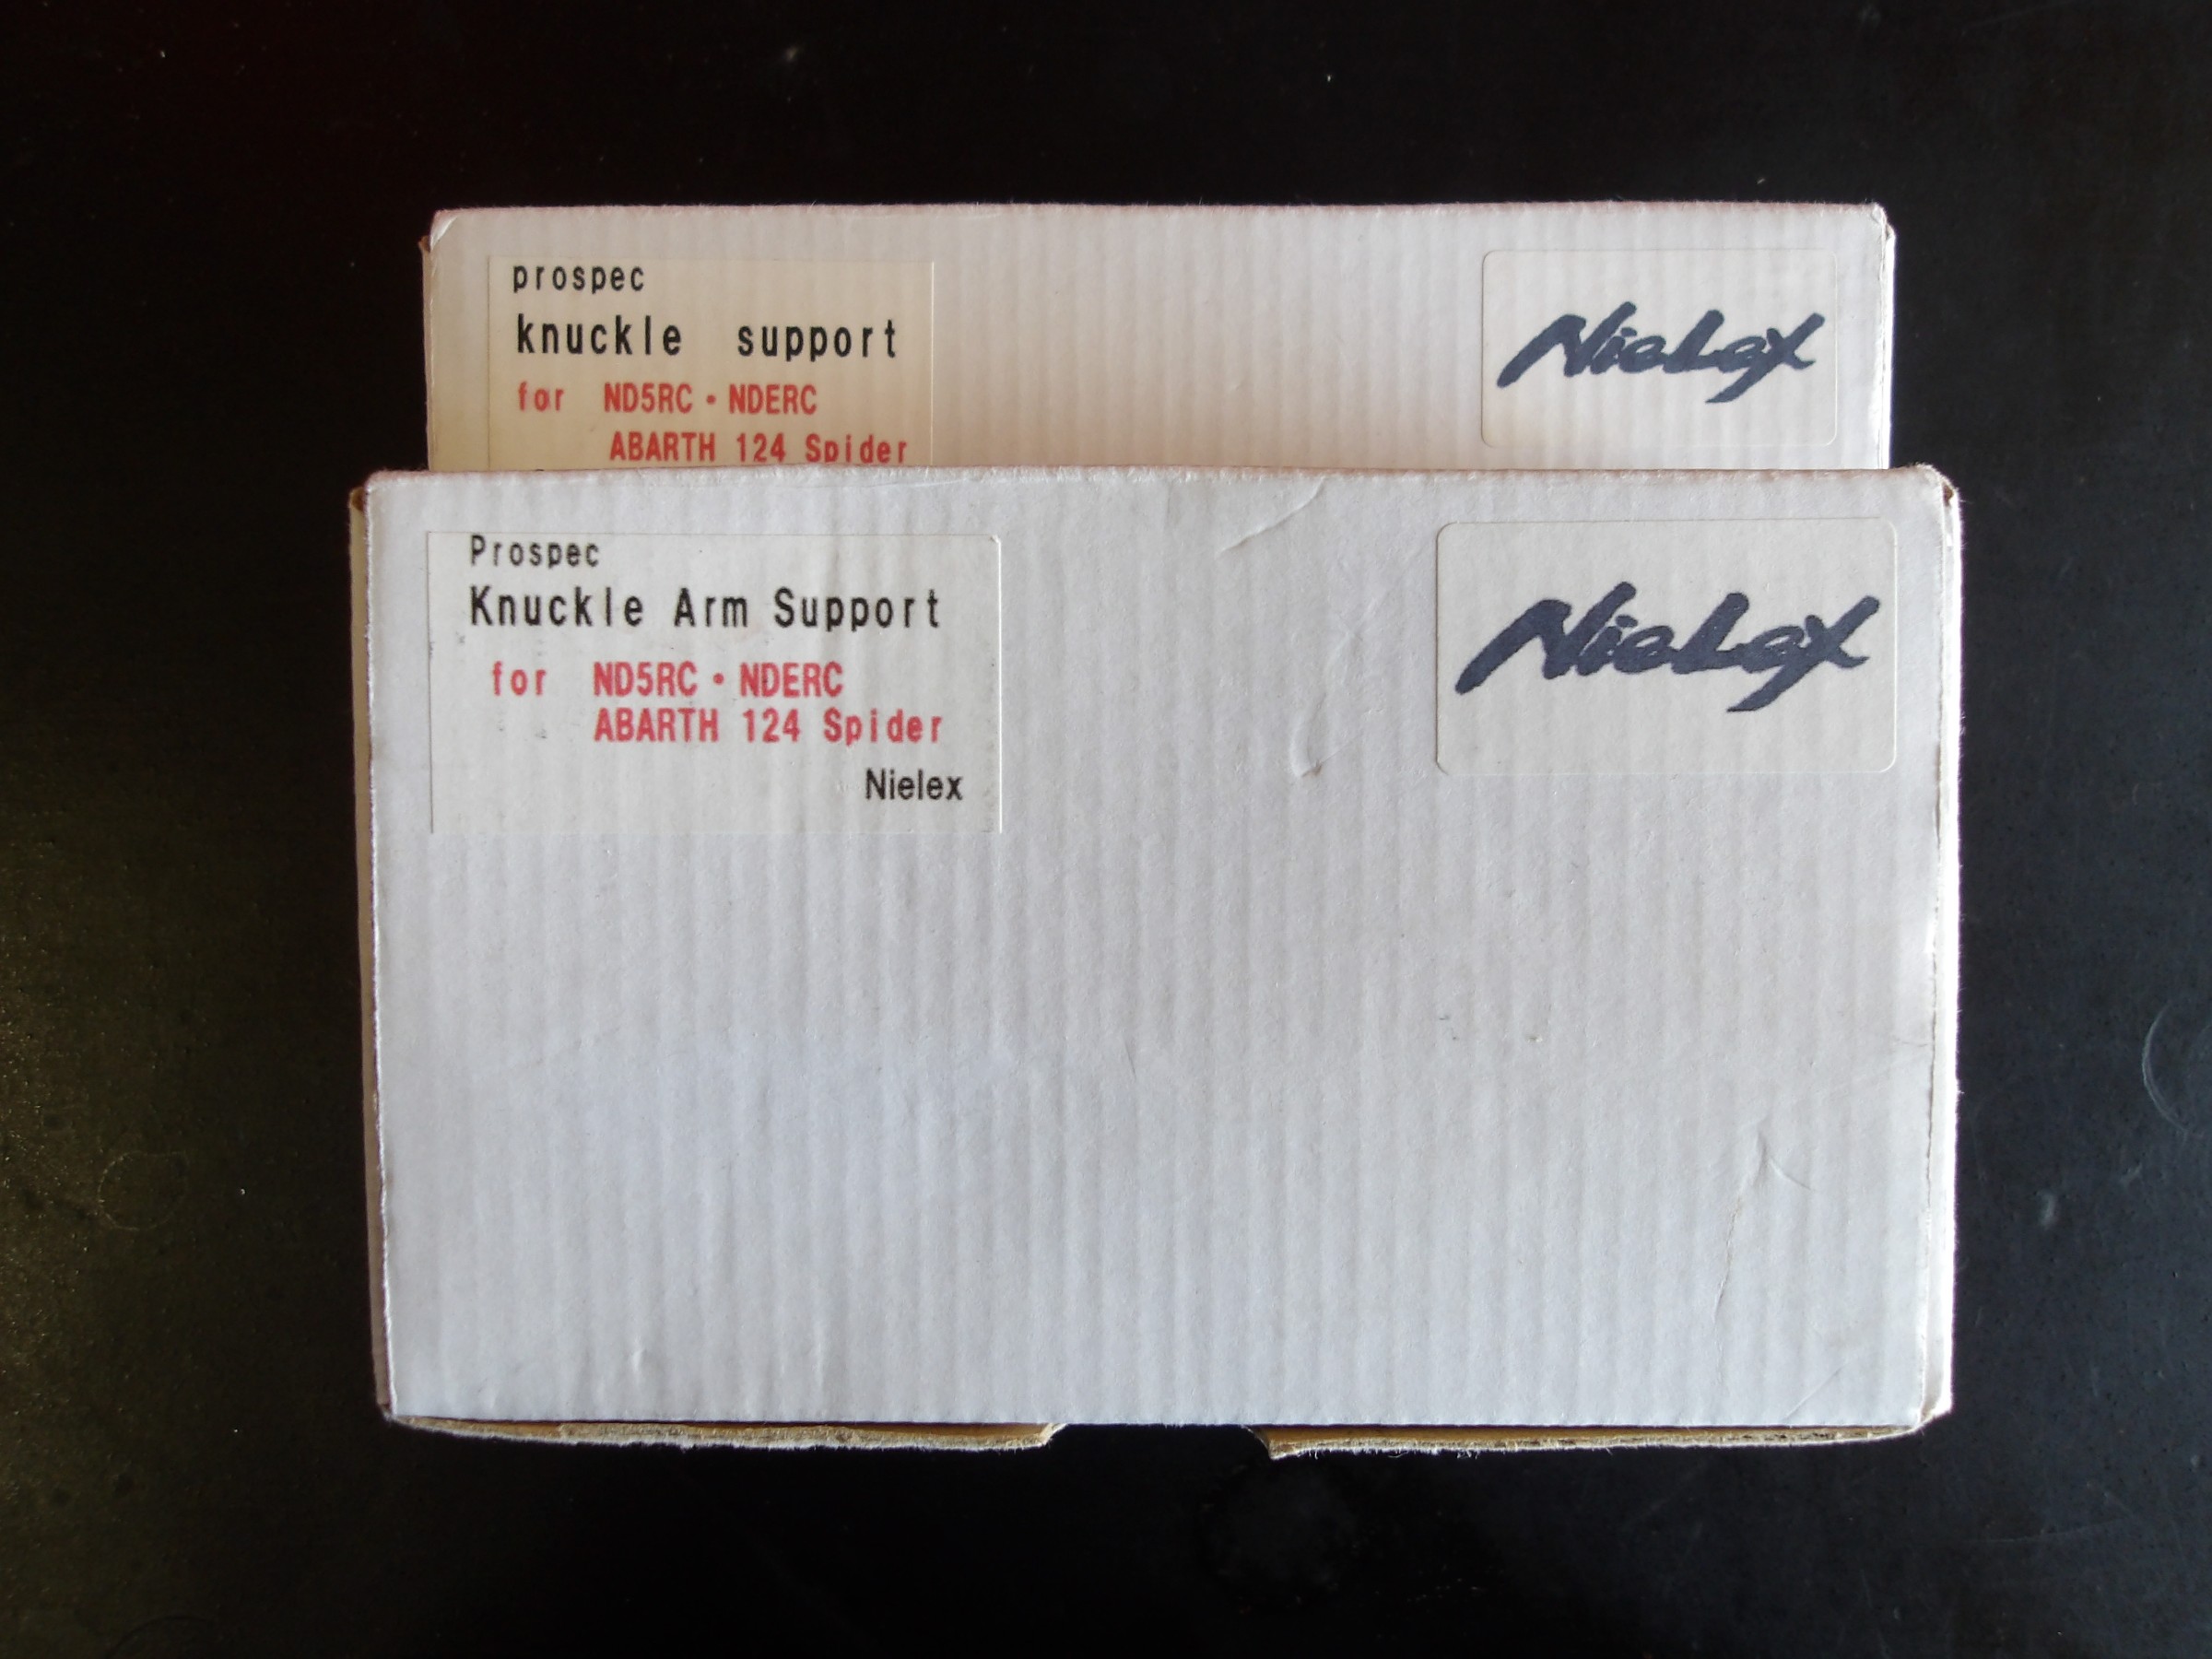 prospec
knuckle support
for ND5RC・NDERC
ABARTH 124 Spider
NieLex
Prospec
Knuckle Arm Support
for ND5RC・NDERC
ABARTH 124 Spider
Nielex
NieLex